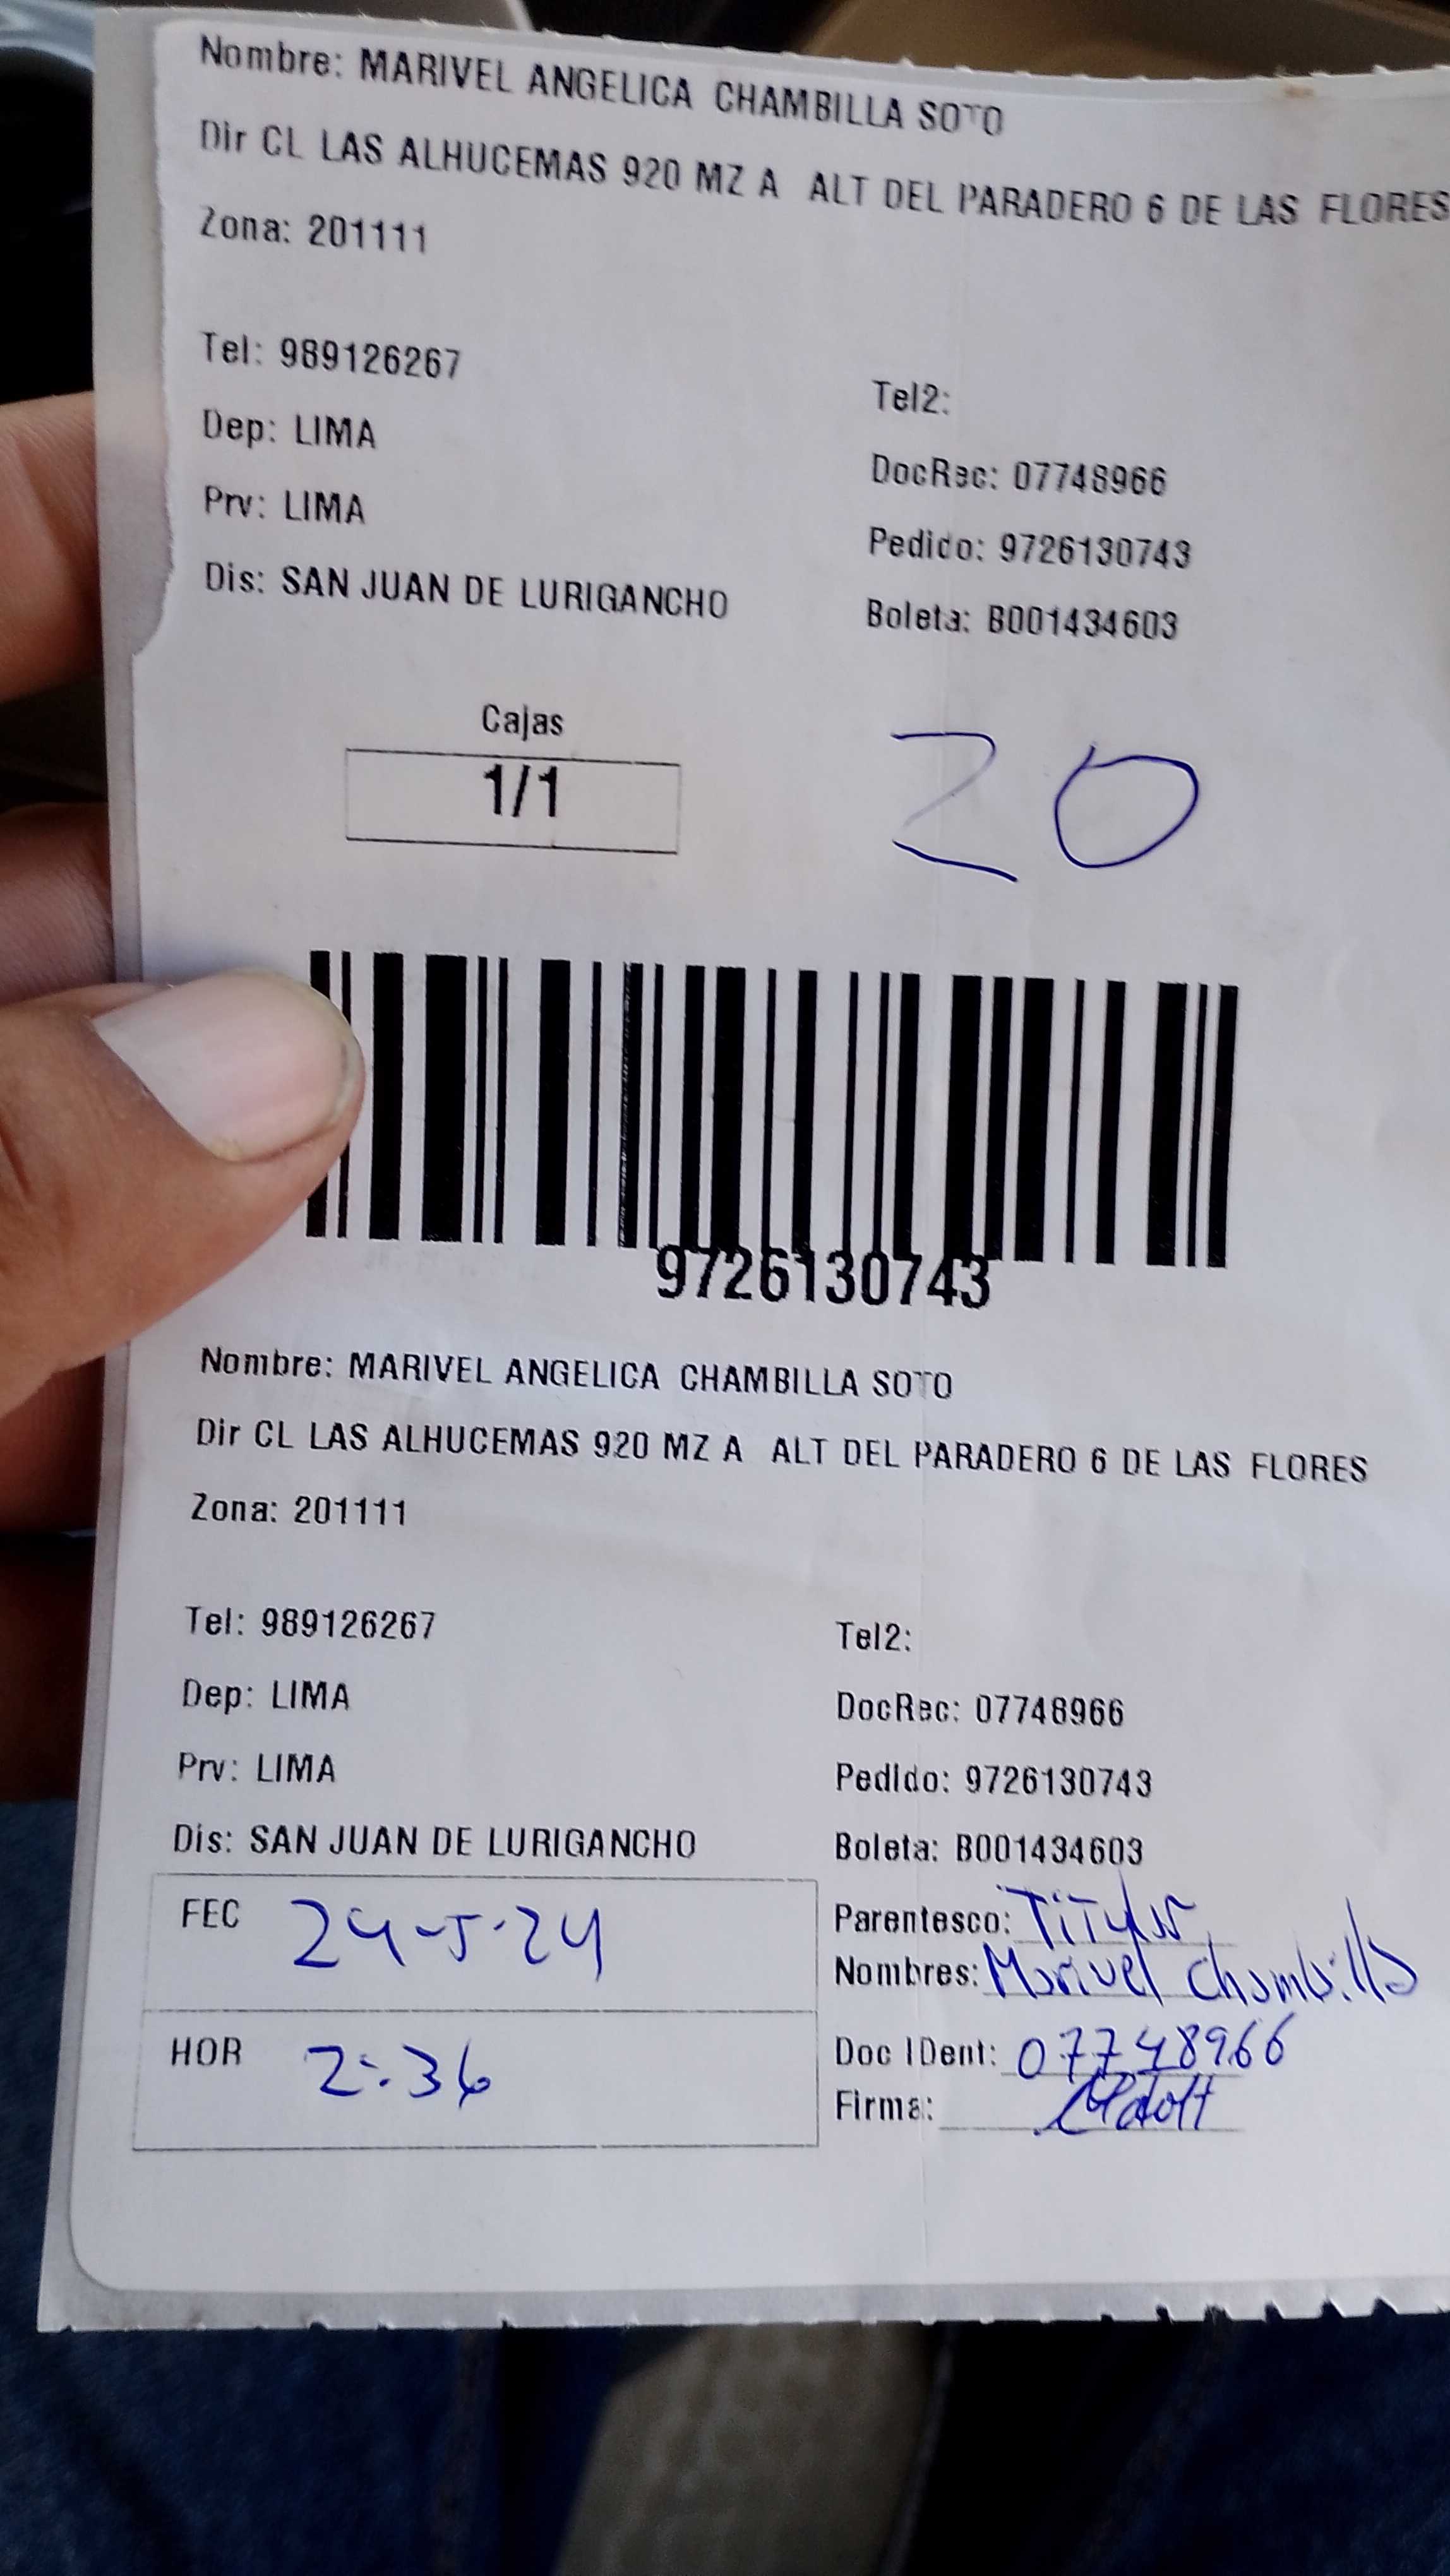 Nombre: MARIVEL ANGELICA CHAMBILLA SOTO
Dir CL LAS ALHUCEMAS 920 MZ A ALT DEL PARADERO 6 DE LAS FLORES
Zona: 201111
Tel: 989126267
Tel2:
Dep: LIMA
DocRec: 07748966
Prv: LIMA
Pedido: 9726130743
Dis: SAN JUAN DE LURIGANCHO
Boleta: B001434603
Cajas
1/1
20
9726130743
Nombre: MARIVEL ANGELICA CHAMBILLA SOTO
Dir CL LAS ALHUCEMAS 920 MZ A ALT DEL PARADERO 6 DE LAS FLORES
Zona: 201111
Tel: 989126267
Tel2:
Dep: LIMA
DocRec: 07748966
Prv: LIMA
Pedido: 9726130743
Dis: SAN JUAN DE LURIGANCHO
Boleta: B001434603
FEC 24-5-24
Parentesco: Titular
Nombres: Marivel Chambilla
HOR 2:36
Doc IDent: 07748966
Firma: